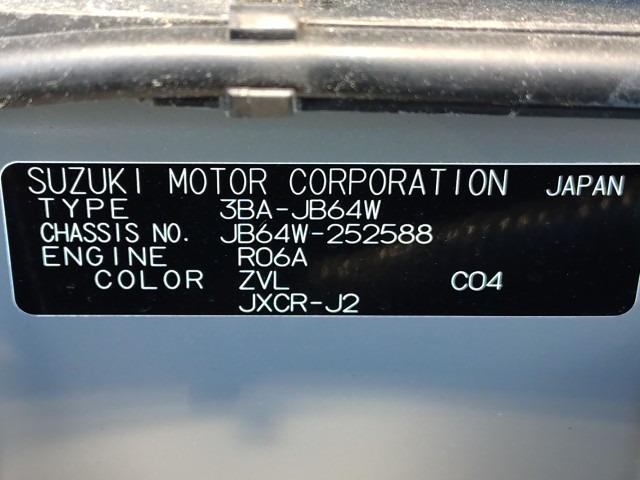 SUZUKI MOTOR CORPORATION JAPAN
TYPE 3BA-JB64W
CHASSIS NO. JB64W-252588
ENGINE R06A
COLOR ZVL C04
JXCR-J2